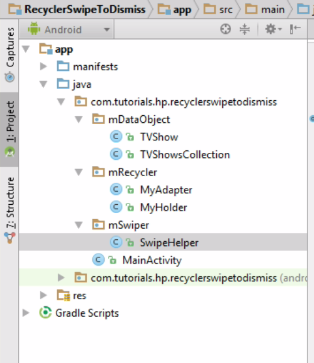 RecyclerSwipeToDismiss app src main
Android
Captures
app
manifests
java
com.tutorials.hp.recyclerswipetodismiss
mDataObject
TVShow
TVShowsCollection
1: Project
mRecycler
MyAdapter
MyHolder
7: Structure
mSwiper
SwipeHelper
MainActivity
com.tutorials.hp.recyclerswipetodismiss (andro
res
Gradle Scripts